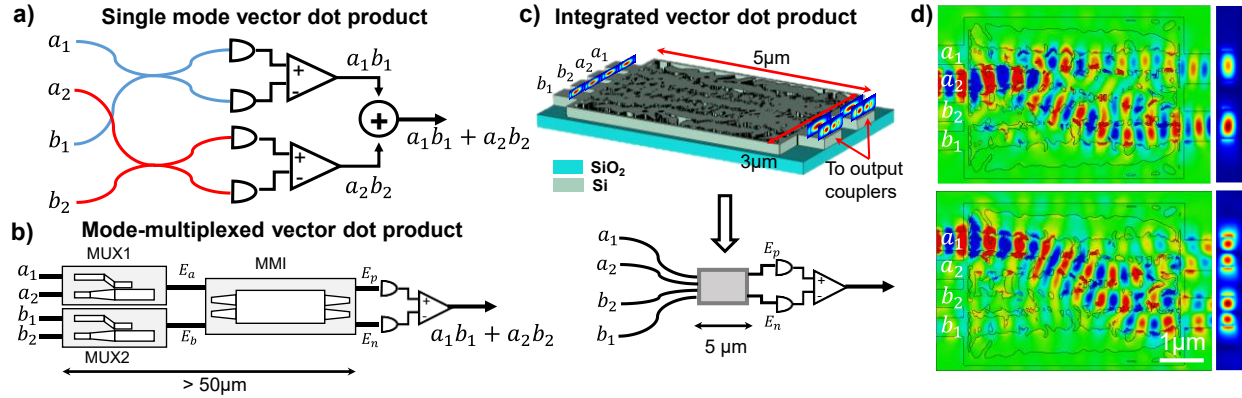 a) Single mode vector dot product
a₁
a₂
b₁
b₂
+
-
+
-
a₁b₁
+
a₁b₁ + a₂b₂
a₂b₂
b) Mode-multiplexed vector dot product
MUX1
a₁
a₂
b₁
b₂
MUX2
Eₐ
E_b
MMI
Eₚ
Eₙ
+
-
a₁b₁ + a₂b₂
> 50μm
c) Integrated vector dot product
b₁ b₂ a₂ a₁
5μm
3μm
SiO₂
Si
To output
couplers
a₁
a₂
b₂
b₁
Eₚ
Eₙ
+
-
5 μm
d)
a₁
a₂
b₂
b₁
a₁
a₂
b₂
b₁
1μm